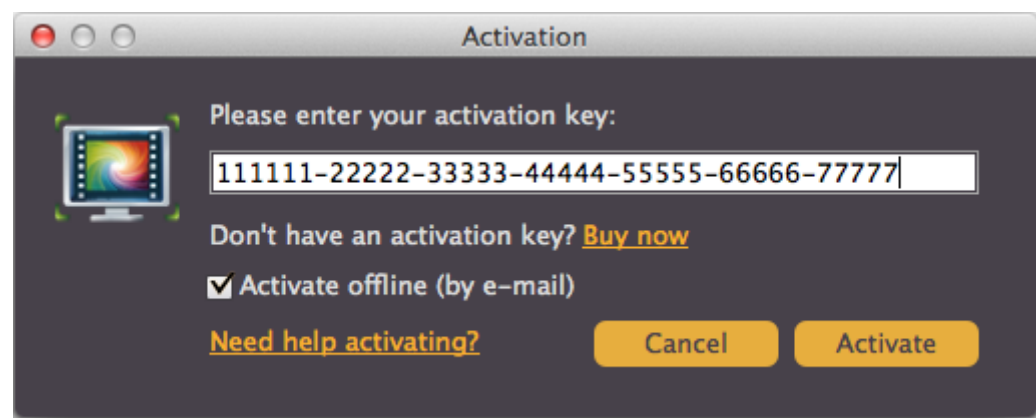 Activation
Please enter your activation key:
111111-22222-33333-44444-55555-66666-77777
Don't have an activation key? Buy now
Activate offline (by e-mail)
Need help activating? Cancel Activate